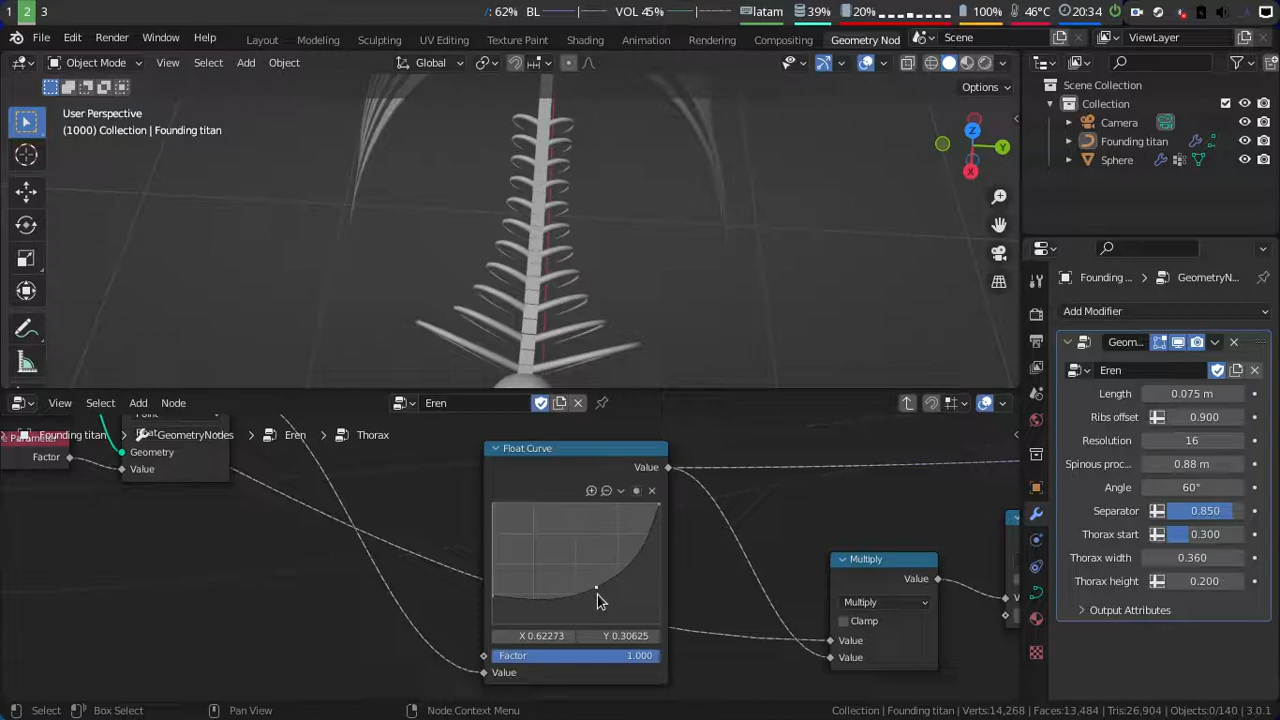 1 2 3
/: 62% BL VOL 45% latam 39% 20% 100% 46°C 20:34
File Edit Render Window Help Layout Modeling Sculpting UV Editing Texture Paint Shading Animation Rendering Compositing Geometry Nod Scene ViewLayer
Object Mode View Select Add Object Global
Options
User Perspective
(1000) Collection | Founding titan
Z
Y
X
Scene Collection
Collection
Camera
Founding titan
Sphere
Founding ... GeometryN...
Add Modifier
Geom...
Eren
Length 0.075 m
Ribs offset 0.900
Resolution 16
Spinous proc... 0.88 m
Angle 60°
Separator 0.850
Thorax start 0.300
Thorax width 0.360
Thorax height 0.200
Output Attributes
View Select Add Node Eren
Founding titan GeometryNodes Eren Thorax
Factor
Geometry
Value
Float Curve
Value
X 0.62273 Y 0.30625
Factor 1.000
Value
Multiply
Value
Multiply
Clamp
Value
Value
Select Box Select Pan View Node Context Menu Collection | Founding titan | Verts:14,268 | Faces:13,484 | Tris:26,904 | Objects:0/140 | 3.0.1